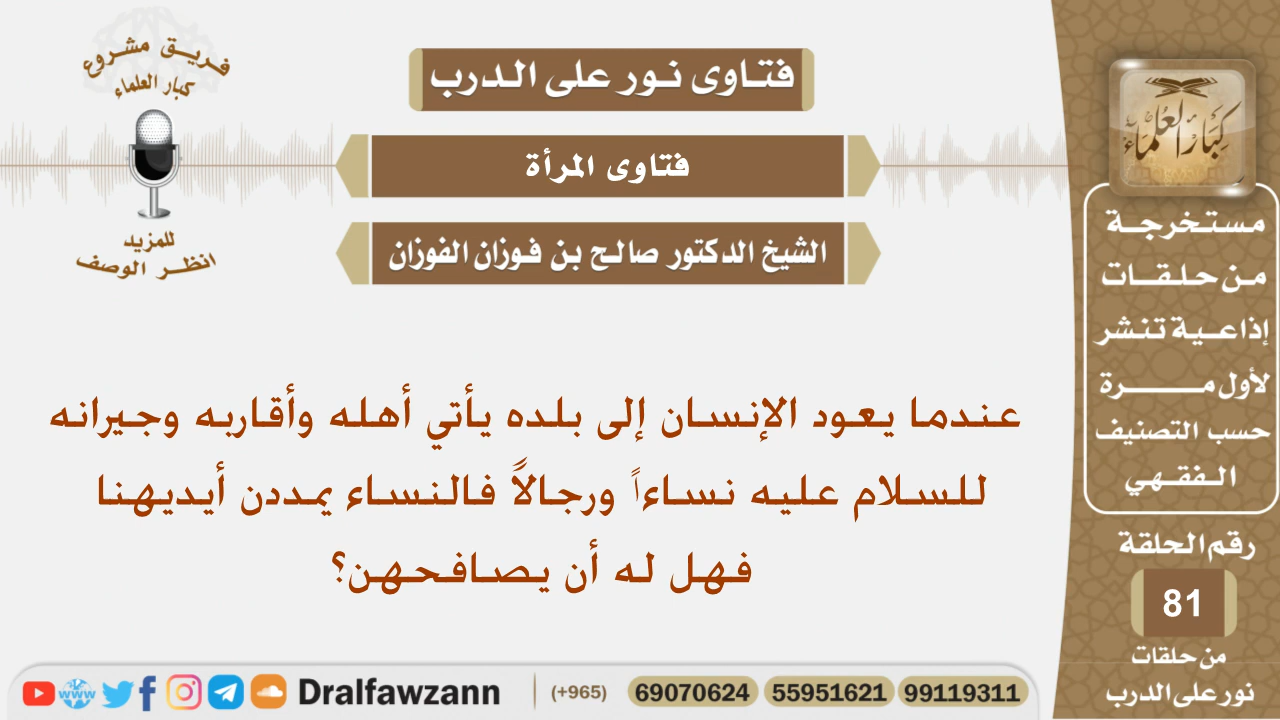 فريق مشروع
كبار العلماء
للمزيد
انظر الوصف
فتاوى نور على الدرب
فتاوى المرأة
الشيخ الدكتور صالح بن فوزان الفوزان
عندما يعود الإنسان إلى بلده يأتي أهله وأقاربه وجيرانه
للسلام عليه نساءاً ورجالاً فالنساء يمددن أيديهنا
فهل له أن يصافحهن؟
كبار العلماء
مستخرجة
من حلقات
إذاعية تنشر
لأول مرة
حسب التصنيف
الفقهي
رقم الحلقة
81
من حلقات
نور على الدرب
www
Dralfawzann
(+965)
69070624
55951621
99119311